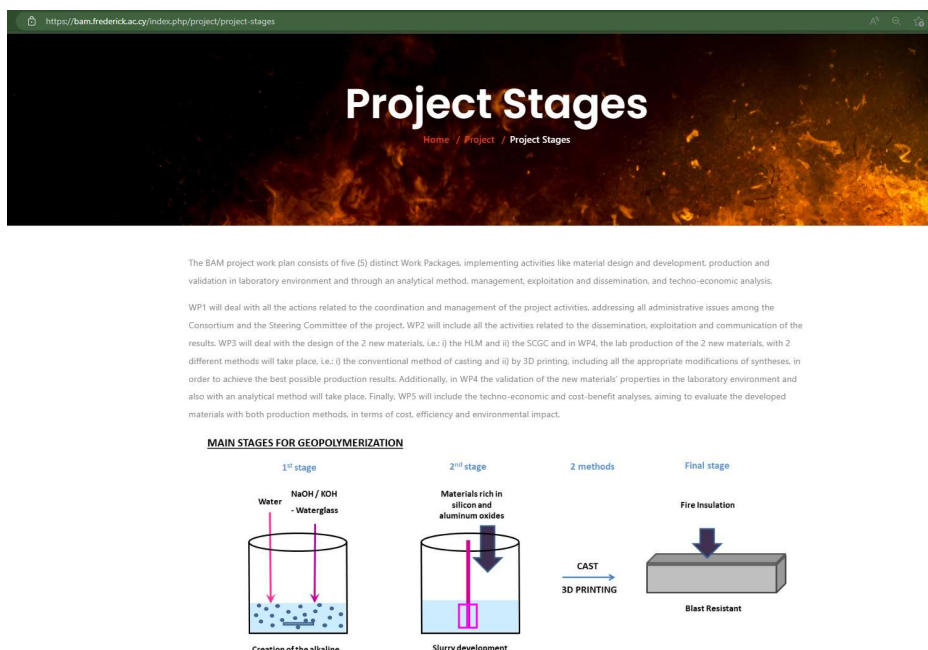 https://bam.frederick.ac.cy/index.php/project/project-stages
Project Stages
Home / Project / Project Stages
The BAM project work plan consists of five (5) distinct Work Packages, implementing activities like material design and development, production and
validation in laboratory environment and through an analytical method, management, exploitation and dissemination, and techno-economic analysis.
WP1 will deal with all the actions related to the coordination and management of the project activities, addressing all administrative issues among the
Consortium and the Steering Committee of the project. WP2 will include all the activities related to the dissemination, exploitation and communication of the
results. WP3 will deal with the design of the 2 new materials, i.e.: i) the HLM and ii) the SCGC and in WP4, the lab production of the 2 new materials, with 2
different methods will take place, i.e.: i) the conventional method of casting and ii) by 3D printing, including all the appropriate modifications of syntheses, in
order to achieve the best possible production results. Additionally, in WP4 the validation of the new materials' properties in the laboratory environment and
also with an analytical method will take place. Finally, WP5 will include the techno-economic and cost-benefit analyses, aiming to evaluate the developed
materials with both production methods, in terms of cost, efficiency and environmental impact.
MAIN STAGES FOR GEOPOLYMERIZATION
1st stage
2nd stage
2 methods
Final stage
Water
NaOH / KOH
- Waterglass
Materials rich in
silicon and
aluminum oxides
Fire Insulation
CAST
3D PRINTING
Blast Resistant
Creation of the alkaline
Slurry development